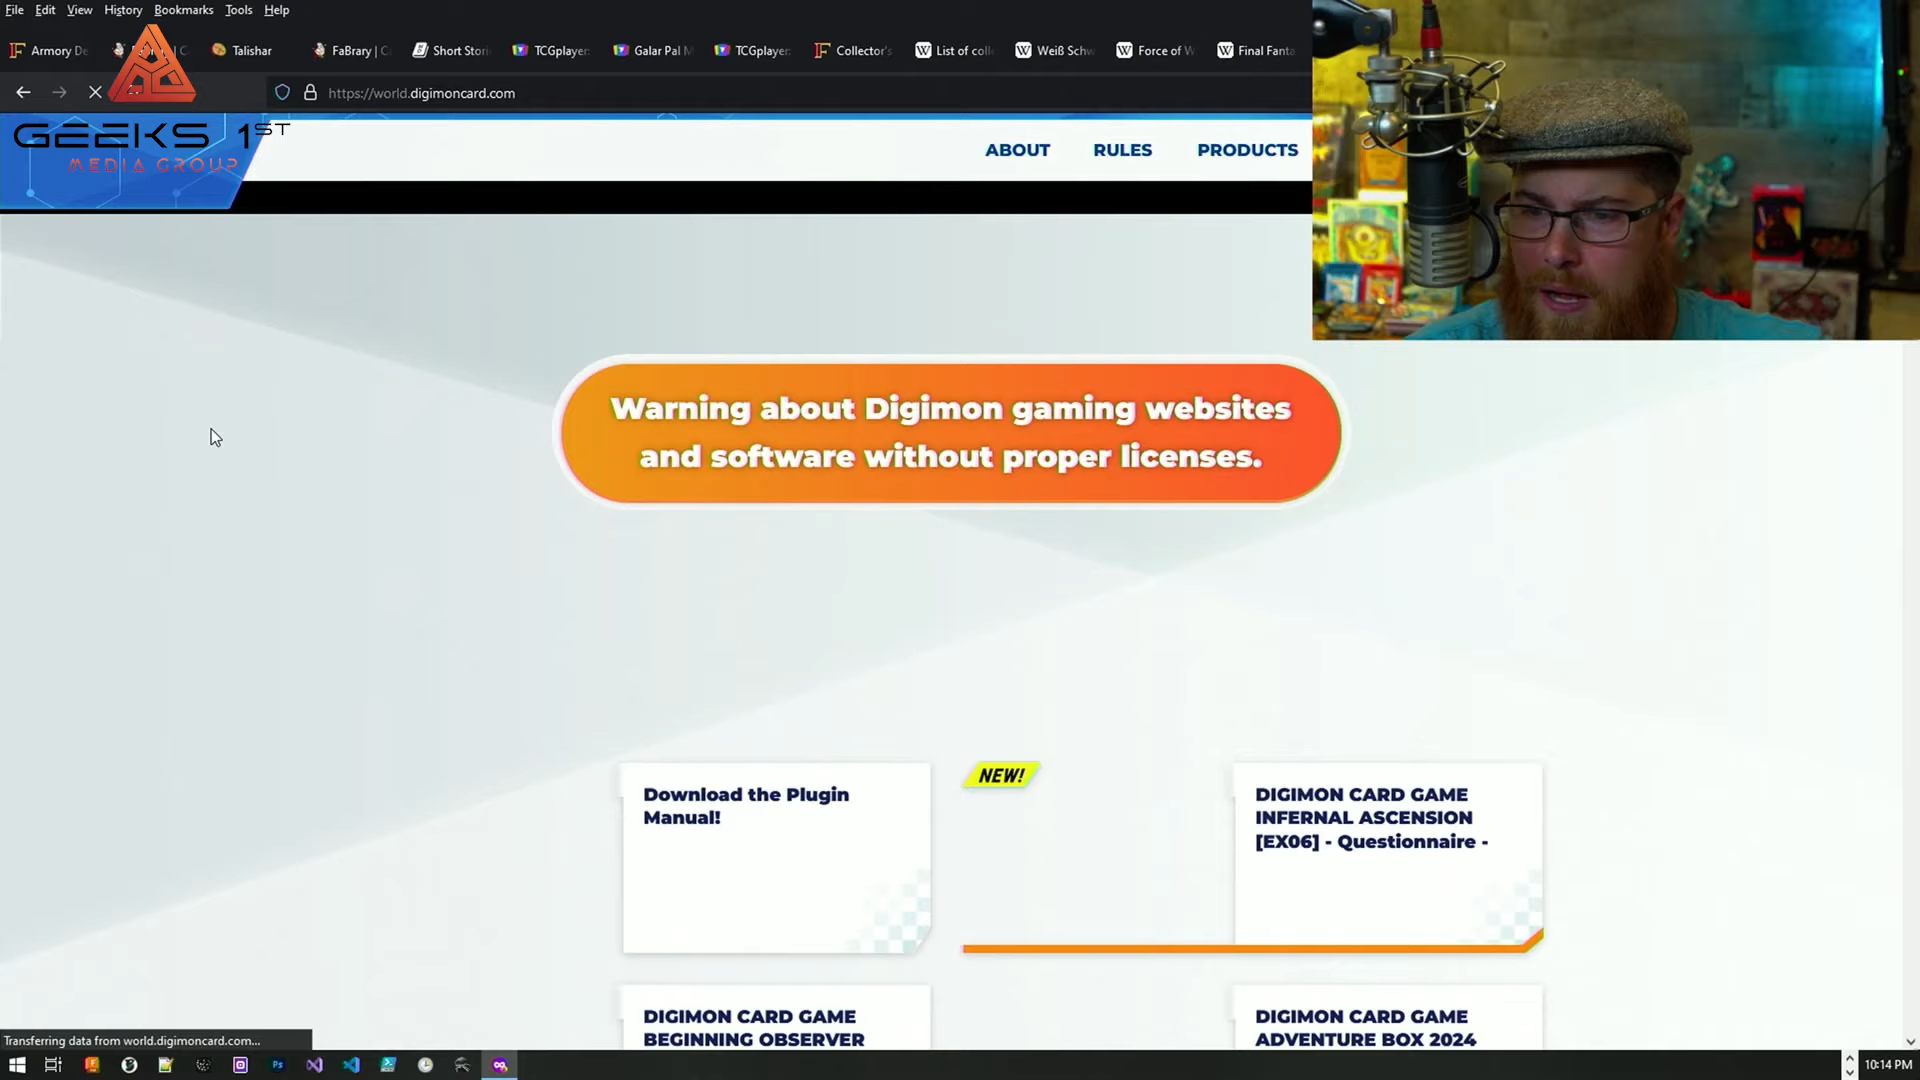 File Edit View History Bookmarks Tools Help
Armory De
Talishar
FaBrary | C
Short Stori
TCGplayer
Galar Pal M
TCGplayer
Collector's
List of coll
Weiß Schw
Force of W
Final Fanta
https://world.digimoncard.com
GEEKS 1ST
MEDIA GROUP
ABOUT RULES PRODUCTS
Warning about Digimon gaming websites
and software without proper licenses.
Download the Plugin
Manual!
NEW!
DIGIMON CARD GAME
INFERNAL ASCENSION
[EX06] - Questionnaire -
DIGIMON CARD GAME
BEGINNING OBSERVER
DIGIMON CARD GAME
ADVENTURE BOX 2024
Transferring data from world.digimoncard.com...
Ps
10:14 PM